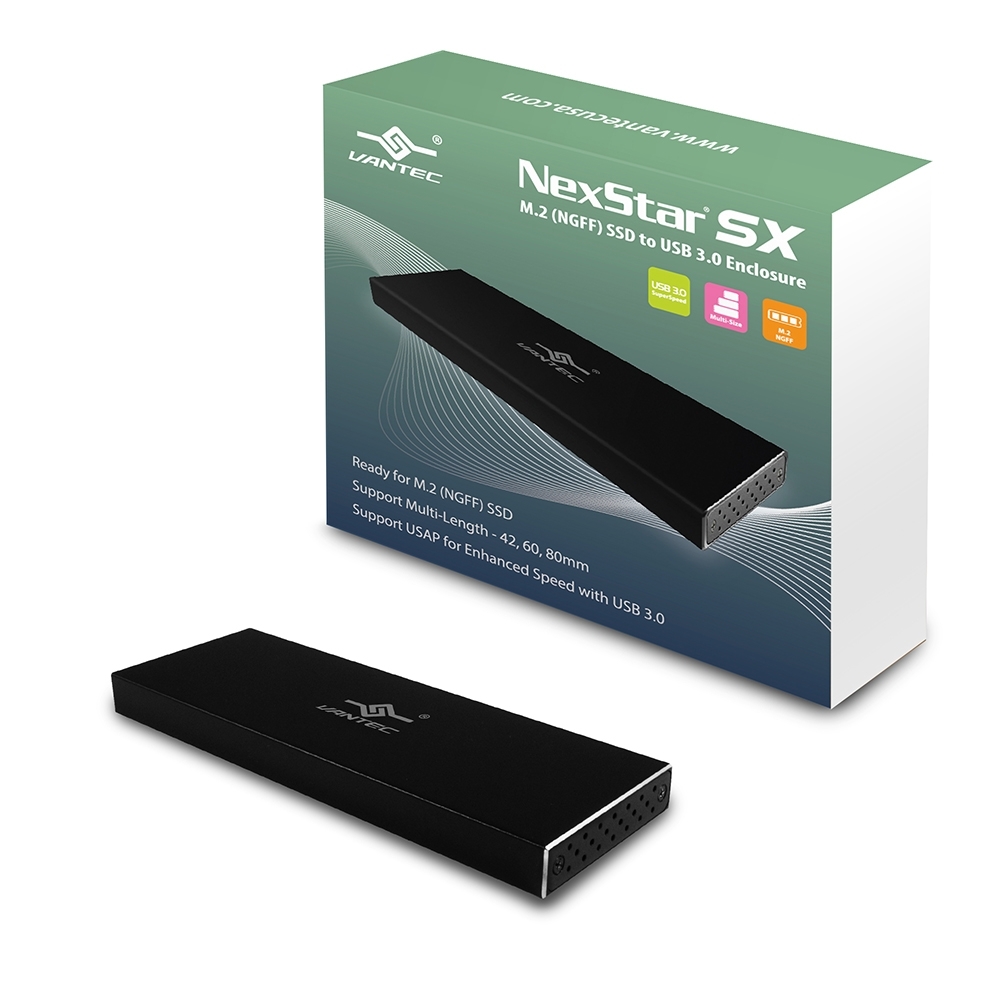 www.vantecusa.com
VANTEC®
NexStar® SX
M.2 (NGFF) SSD to USB 3.0 Enclosure
USB 3.0
SuperSpeed
Multi-Size
M.2
NGFF
VANTEC®
Ready for M.2 (NGFF) SSD
Support Multi-Length - 42, 60, 80mm
Support USAP for Enhanced Speed with USB 3.0
VANTEC®